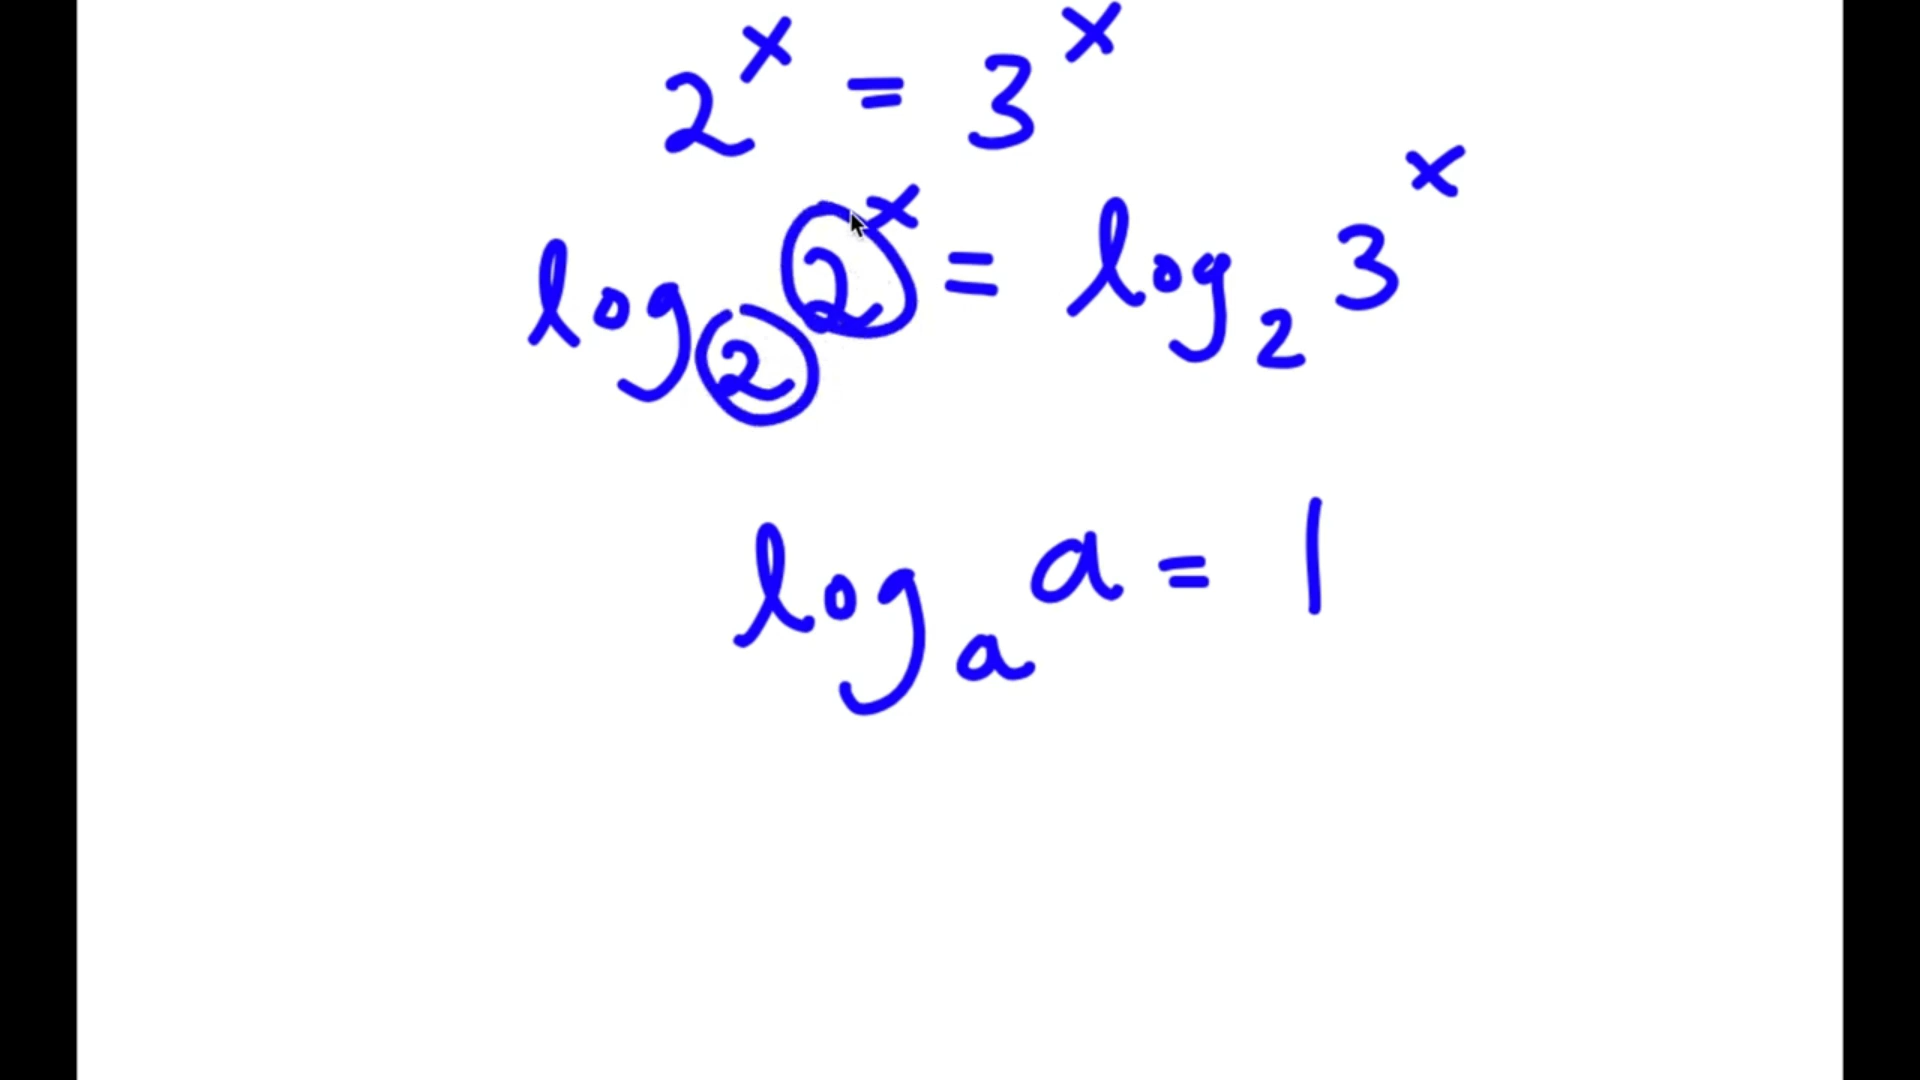 2^x = 3^x
log_2 2^x = log_2 3^x
log_a a = 1